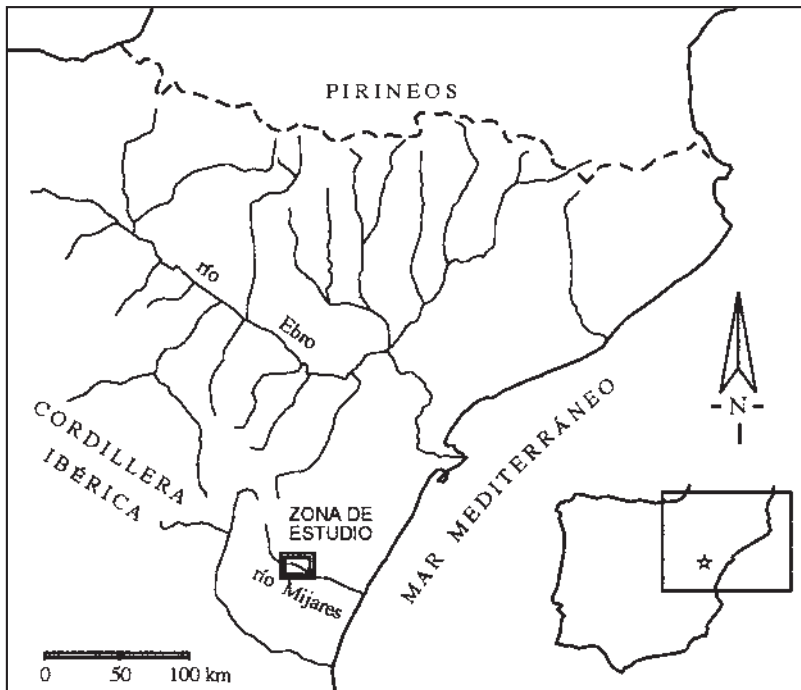 PIRINEOS
río
Ebro
CORDILLERA
IBÉRICA
MAR MEDITERRÁNEO
N
ZONA DE
ESTUDIO
río Mijares
0 50 100 km